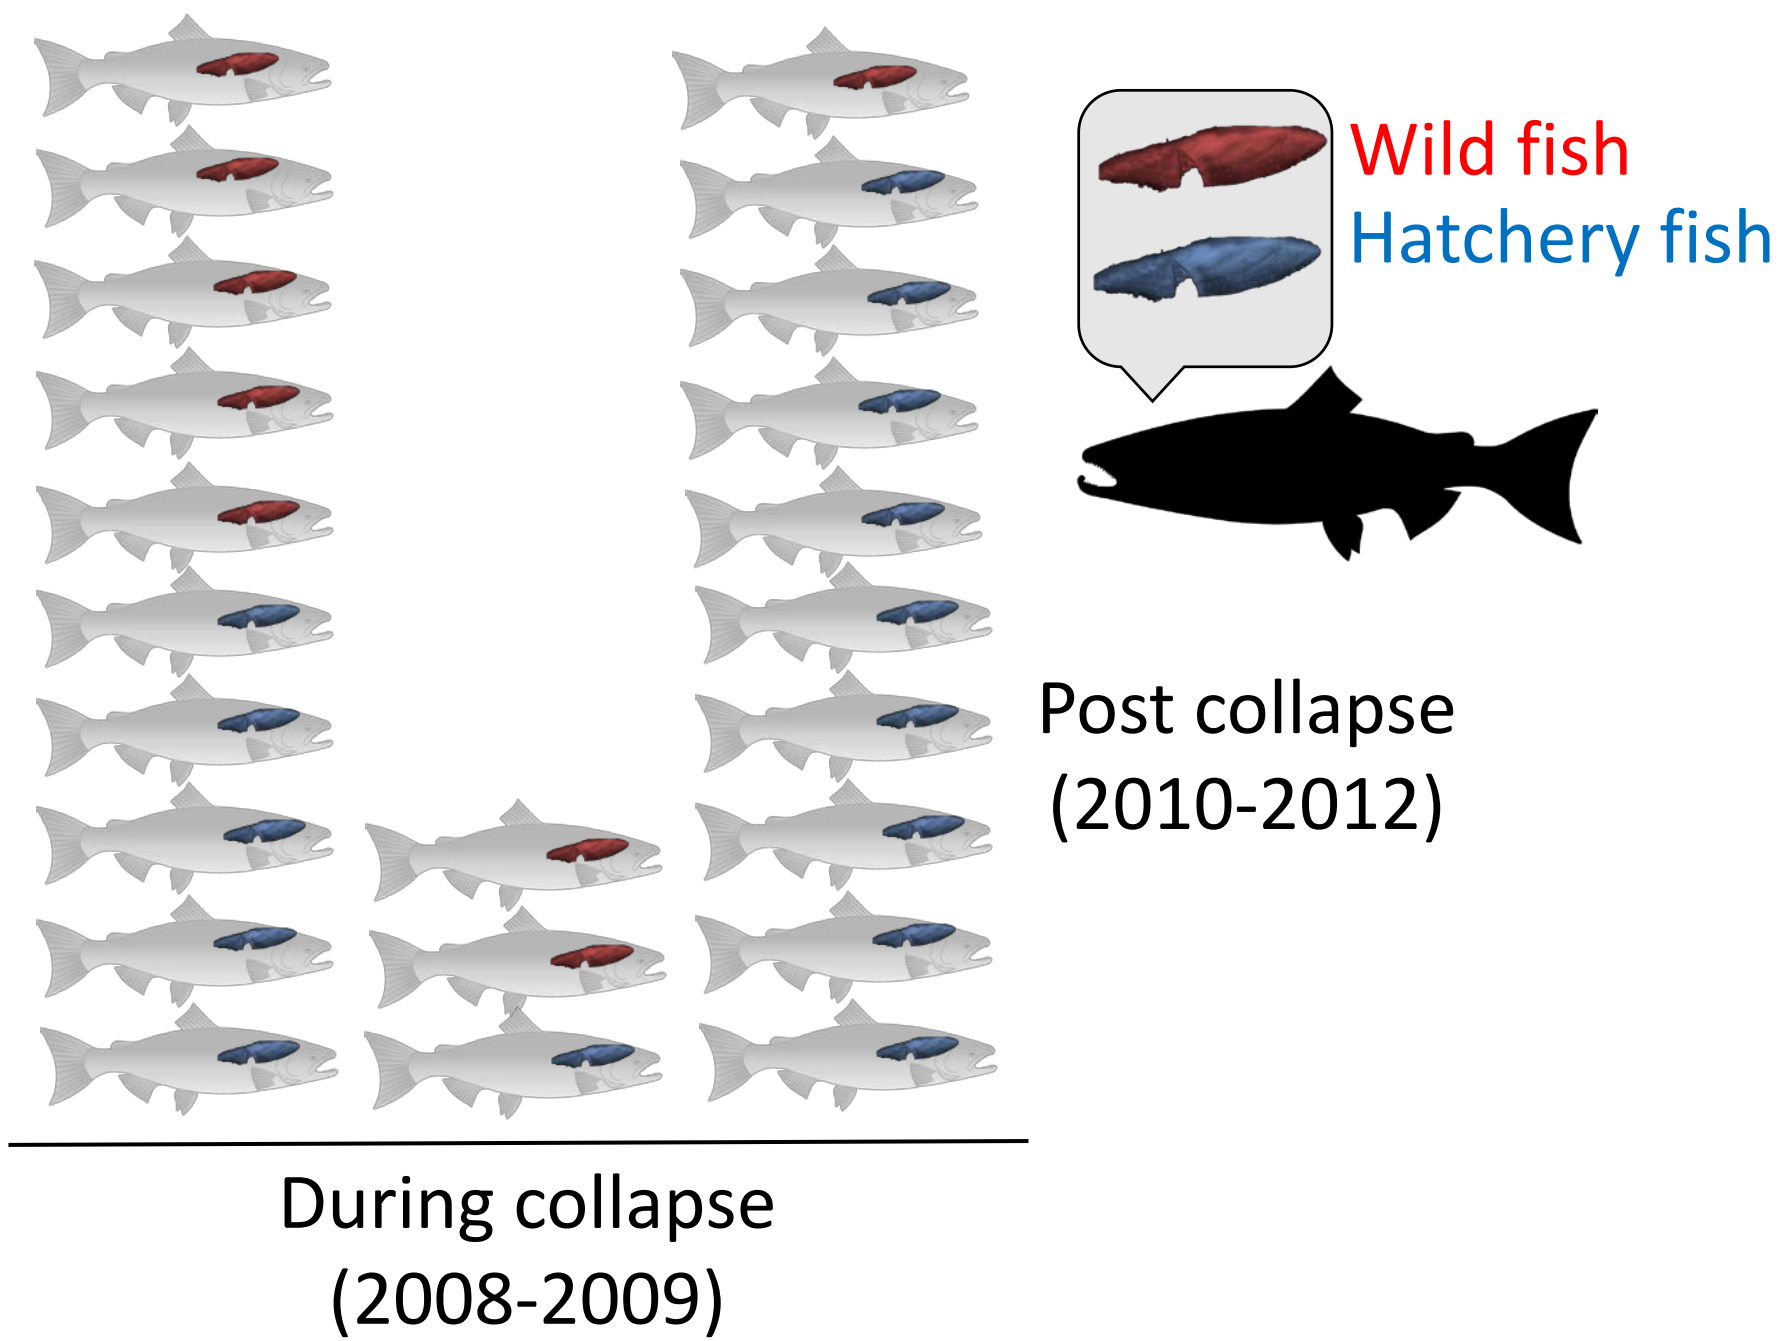 Wild fish
Hatchery fish
Post collapse
(2010-2012)
During collapse
(2008-2009)